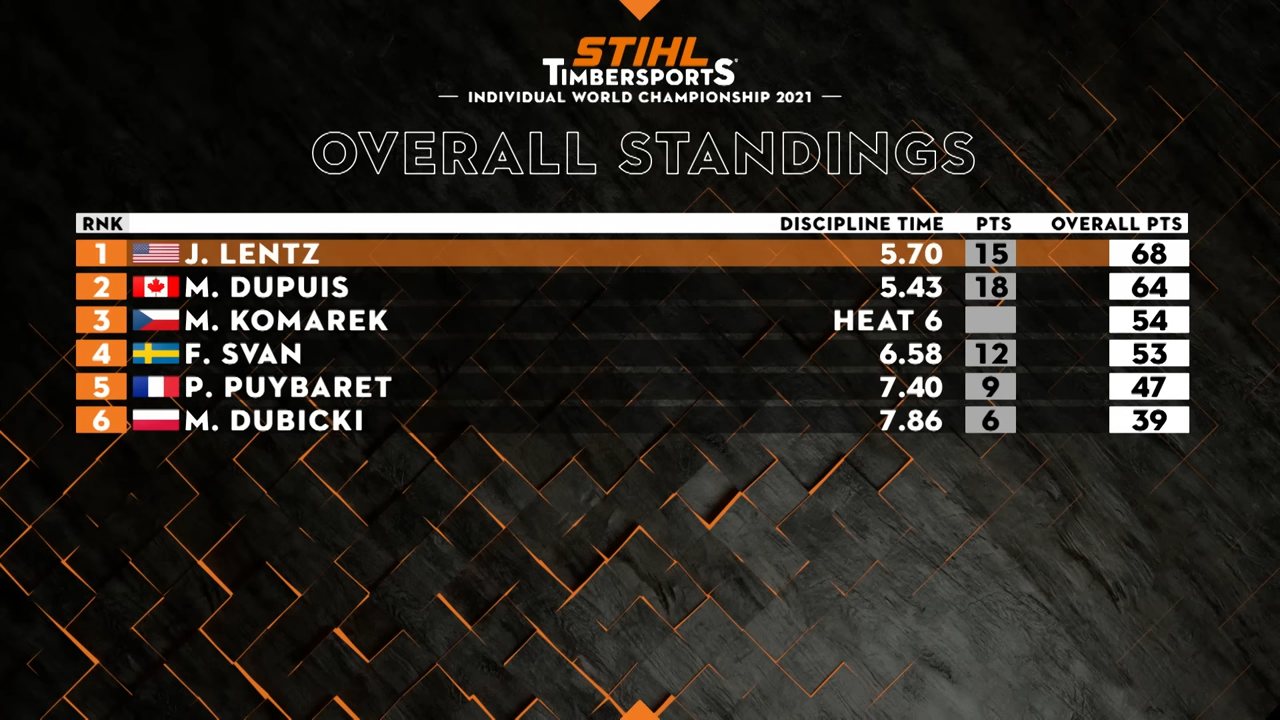 STIHL
TIMBERSPORTS®
INDIVIDUAL WORLD CHAMPIONSHIP 2021
OVERALL STANDINGS
RNK DISCIPLINE TIME PTS OVERALL PTS
1 J. LENTZ 5.70 15 68
2 M. DUPUIS 5.43 18 64
3 M. KOMAREK HEAT 6 54
4 F. SVAN 6.58 12 53
5 P. PUYBARET 7.40 9 47
6 M. DUBICKI 7.86 6 39